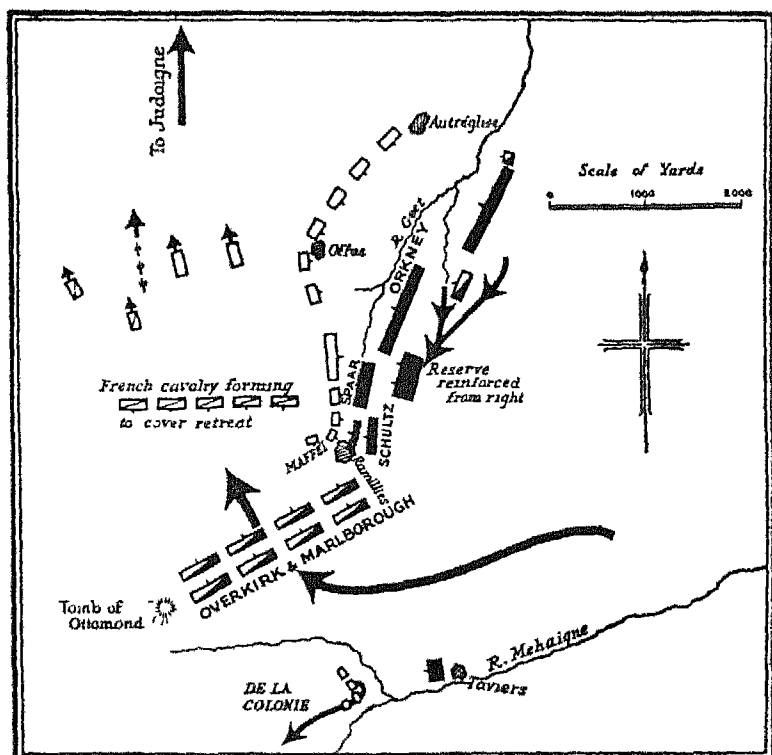 To Judoigne
Autréglise
Scale of Yards
0 1000 2000
R. Geet
Offus
ORKNEY
French cavalry forming
to cover retreat
SPAAR
Reserve
reinforced
from right
SCHULTZ
MAFFEI
Ramillies
OVERKIRK & MARLBOROUGH
Tomb of
Ottomond
R. Mehaigne
Taviers
DE LA
COLONIE